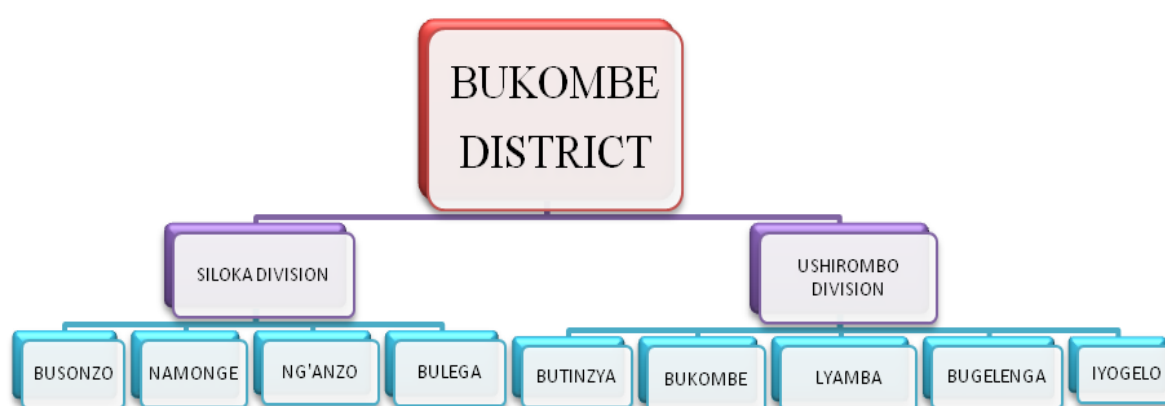 BUKOMBE
DISTRICT
SILOKA DIVISION
USHIROMBO
DIVISION
BUSONZO
NAMONGE
NG'ANZO
BULEGA
BUTINZYA
BUKOMBE
LYAMBA
BUGELENGA
IYOGELO